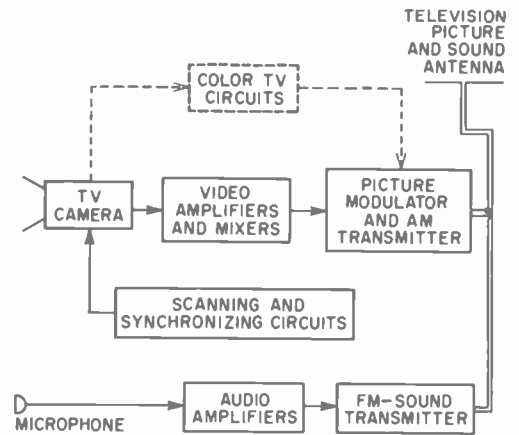 TELEVISION
PICTURE
AND SOUND
ANTENNA
COLOR TV
CIRCUITS
TV
CAMERA
VIDEO
AMPLIFIERS
AND MIXERS
PICTURE
MODULATOR
AND AM
TRANSMITTER
SCANNING AND
SYNCHRONIZING CIRCUITS
MICROPHONE
AUDIO
AMPLIFIERS
FM-SOUND
TRANSMITTER